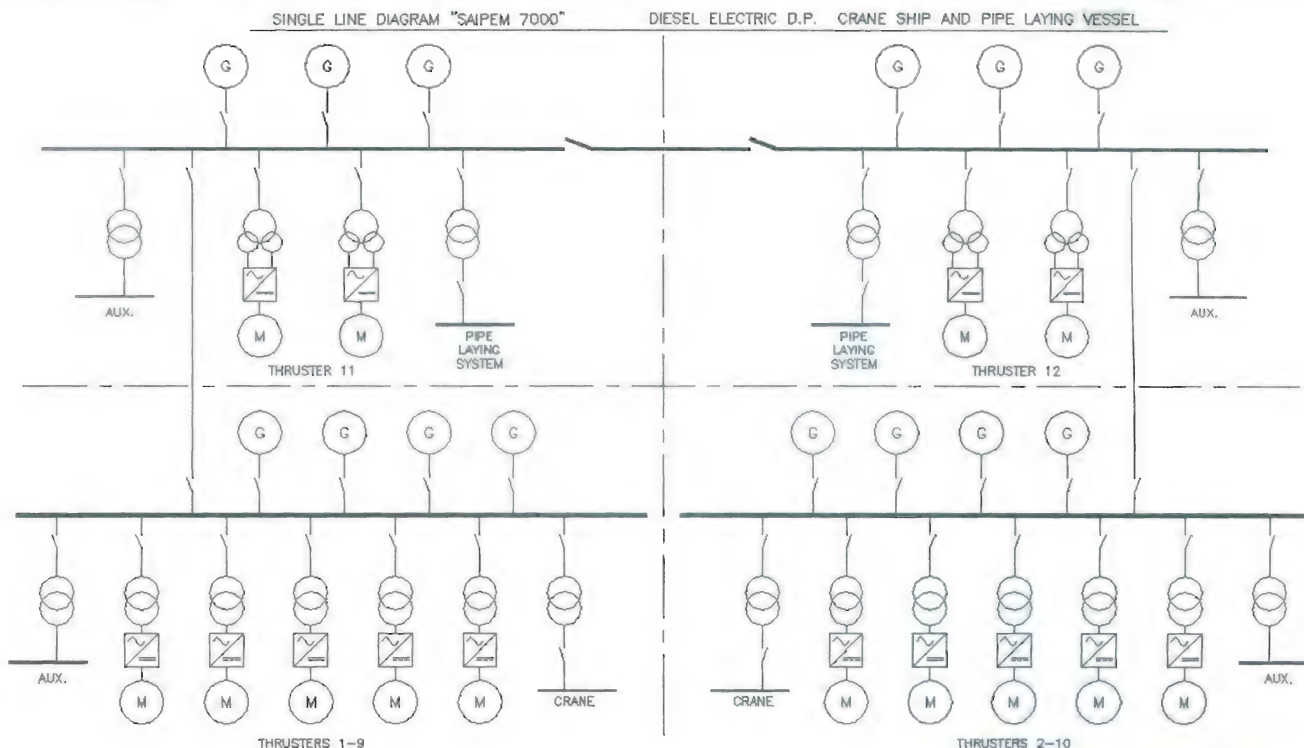 SINGLE LINE DIAGRAM "SAIPEM 7000" DIESEL ELECTRIC D.P. CRANE SHIP AND PIPE LAYING VESSEL
G G G G G G
AUX.
M M
PIPE
LAYING
SYSTEM
THRUSTER 11
PIPE
LAYING
SYSTEM
M M
AUX.
THRUSTER 12
G G G G G G G G
AUX.
M M M M M
CRANE
THRUSTERS 1-9
CRANE
M M M M M
AUX.
THRUSTERS 2-10